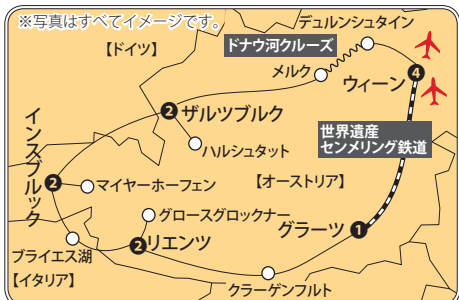 ※写真はすべてイメージです。
デュルンシュタイン
【ドイツ】
ドナウ河クルーズ
メルク
ウィーン
4
2
ザルツブルク
世界遺産
センメリング鉄道
ハルシュタット
インスブルック
2
マイヤーホーフェン
【オーストリア】
グロースグロックナー
グラーツ
1
2
リエンツ
ブライエス湖
【イタリア】
クラーゲンフルト